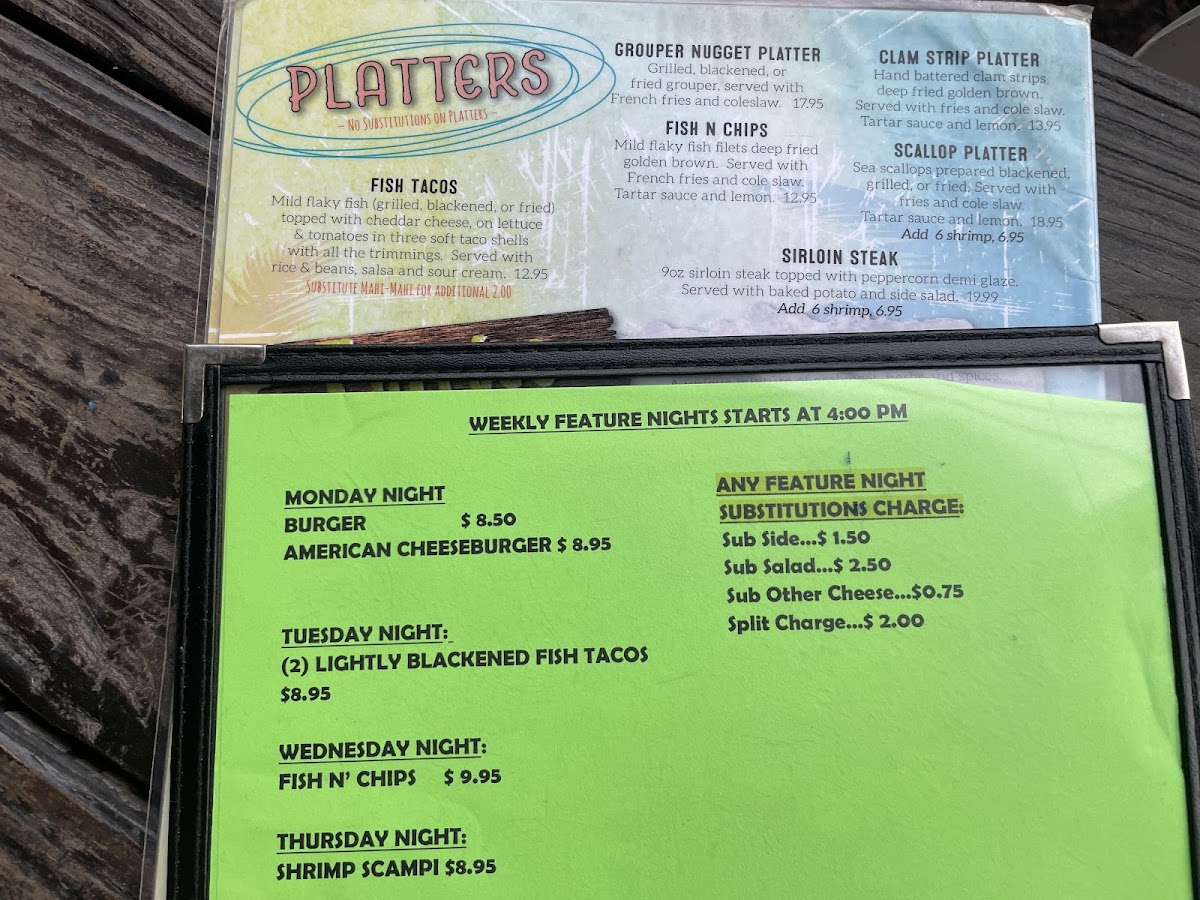 PLATTERS
– No Substitutions on Platters –
FISH TACOS
Mild flaky fish (grilled, blackened, or fried)
topped with cheddar cheese, on lettuce
& tomatoes in three soft taco shells
with all the trimmings. Served with
rice & beans, salsa and sour cream. 12.95
Substitute Mahi-Mahi for additional 2.00
GROUPER NUGGET PLATTER
Grilled, blackened, or
fried grouper, served with
French fries and coleslaw. 17.95
FISH N CHIPS
Mild flaky fish filets deep fried
golden brown. Served with
French fries and cole slaw.
Tartar sauce and lemon. 12.95
CLAM STRIP PLATTER
Hand battered clam strips
deep fried golden brown.
Served with fries and cole slaw.
Tartar sauce and lemon. 13.95
SCALLOP PLATTER
Sea scallops prepared blackened,
grilled, or fried. Served with
fries and cole slaw.
Tartar sauce and lemon. 18.95
Add 6 shrimp, 6.95
SIRLOIN STEAK
9oz sirloin steak topped with peppercorn demi glaze.
Served with baked potato and side salad. 19.99
Add 6 shrimp, 6.95
and spices.
WEEKLY FEATURE NIGHTS STARTS AT 4:00 PM
MONDAY NIGHT
BURGER $ 8.50
AMERICAN CHEESEBURGER $ 8.95
TUESDAY NIGHT:
(2) LIGHTLY BLACKENED FISH TACOS
$8.95
WEDNESDAY NIGHT:
FISH N' CHIPS $ 9.95
THURSDAY NIGHT:
SHRIMP SCAMPI $8.95
ANY FEATURE NIGHT
SUBSTITUTIONS CHARGE:
Sub Side...$ 1.50
Sub Salad...$ 2.50
Sub Other Cheese...$0.75
Split Charge...$ 2.00